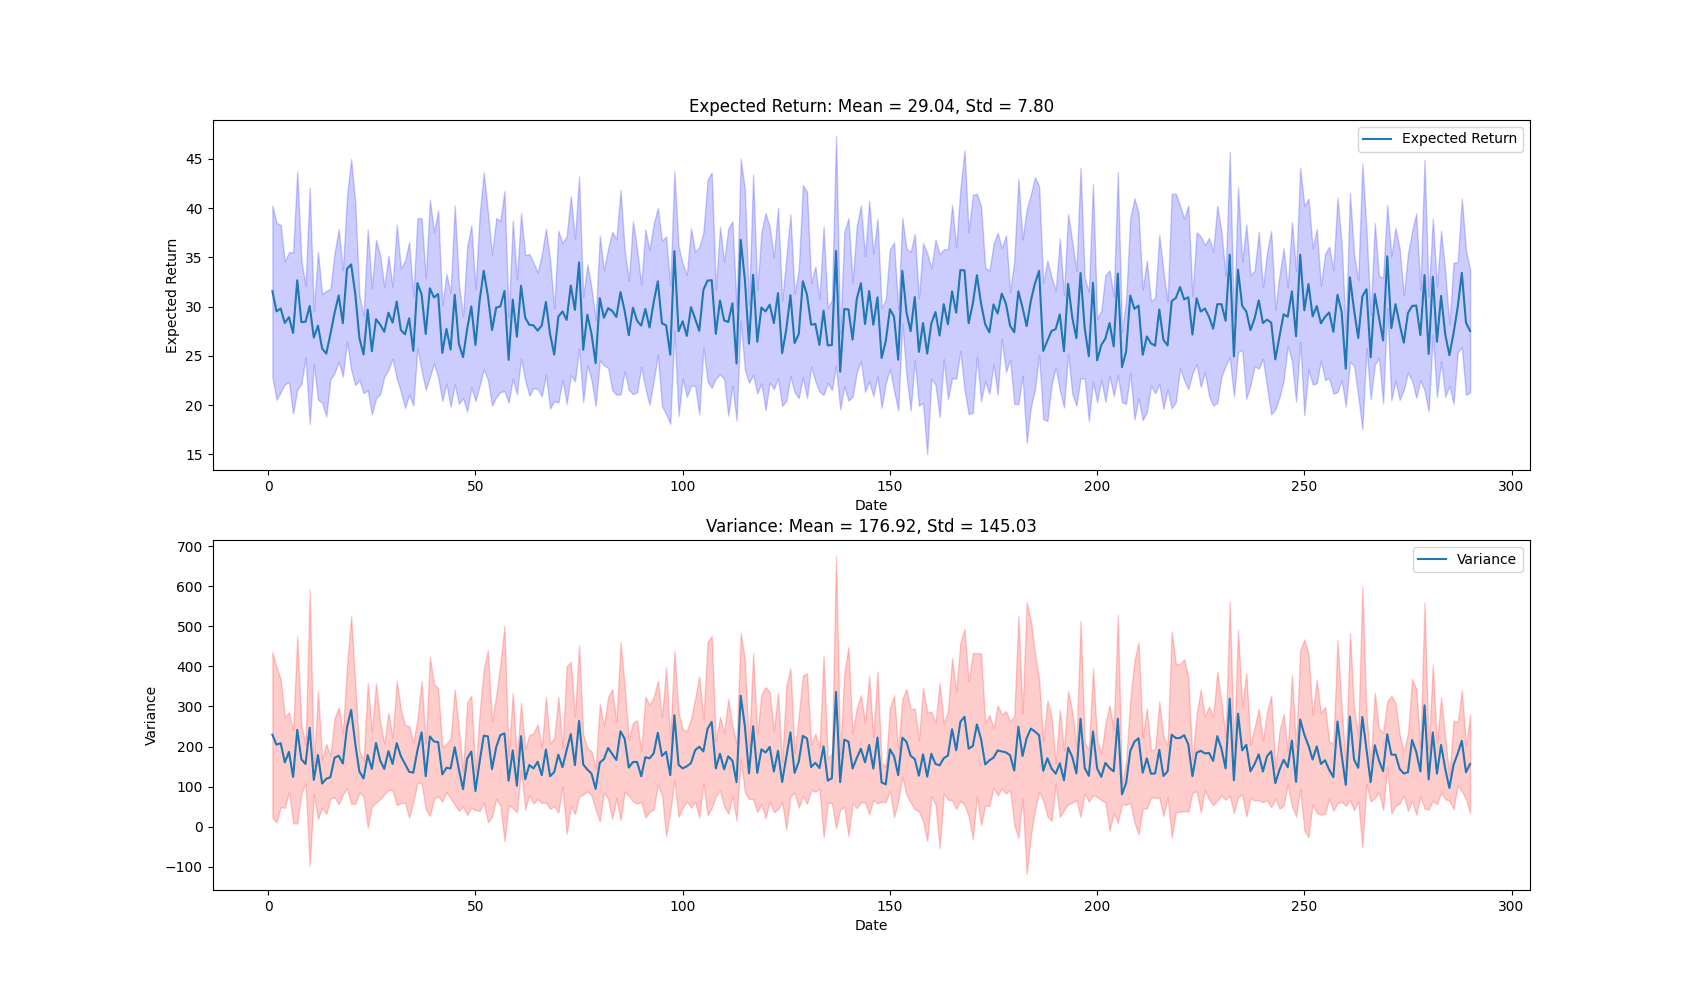 Expected Return: Mean = 29.04, Std = 7.80
Expected Return
45
40
35
30
25
20
15
Expected Return
0 50 100 150 200 250 300
Date
Variance: Mean = 176.92, Std = 145.03
Variance
700
600
500
400
300
200
100
0
−100
Variance
0 50 100 150 200 250 300
Date